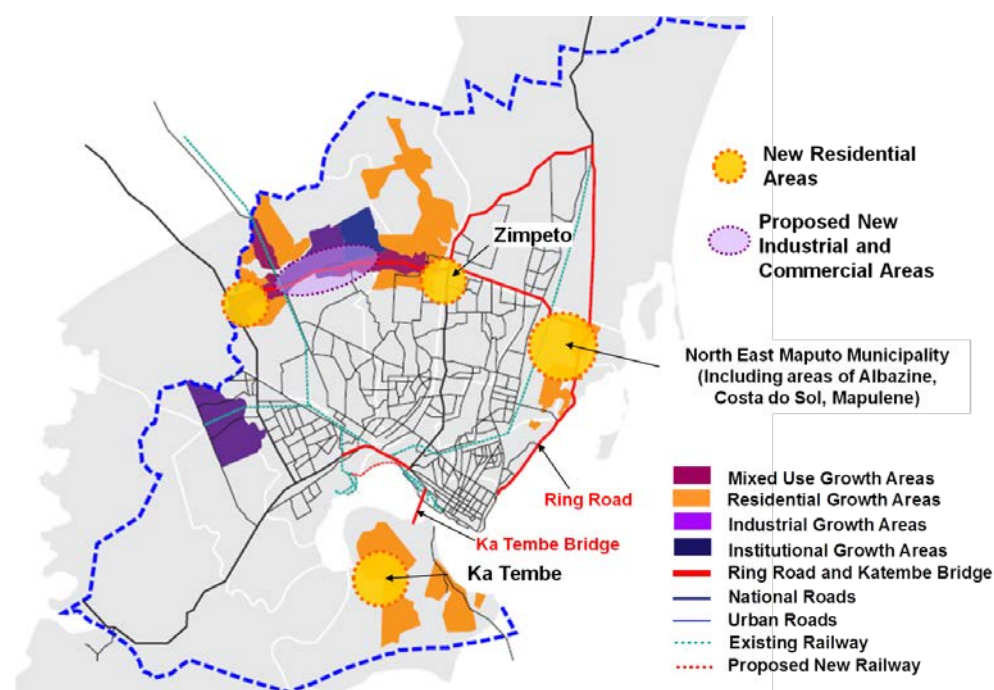 New Residential
Areas
Proposed New
Industrial and
Commercial Areas
Zimpeto
North East Maputo Municipality
(Including areas of Albazine,
Costa do Sol, Mapulene)
Ring Road
Ka Tembe Bridge
Ka Tembe
Mixed Use Growth Areas
Residential Growth Areas
Industrial Growth Areas
Institutional Growth Areas
Ring Road and Katembe Bridge
National Roads
Urban Roads
Existing Railway
Proposed New Railway